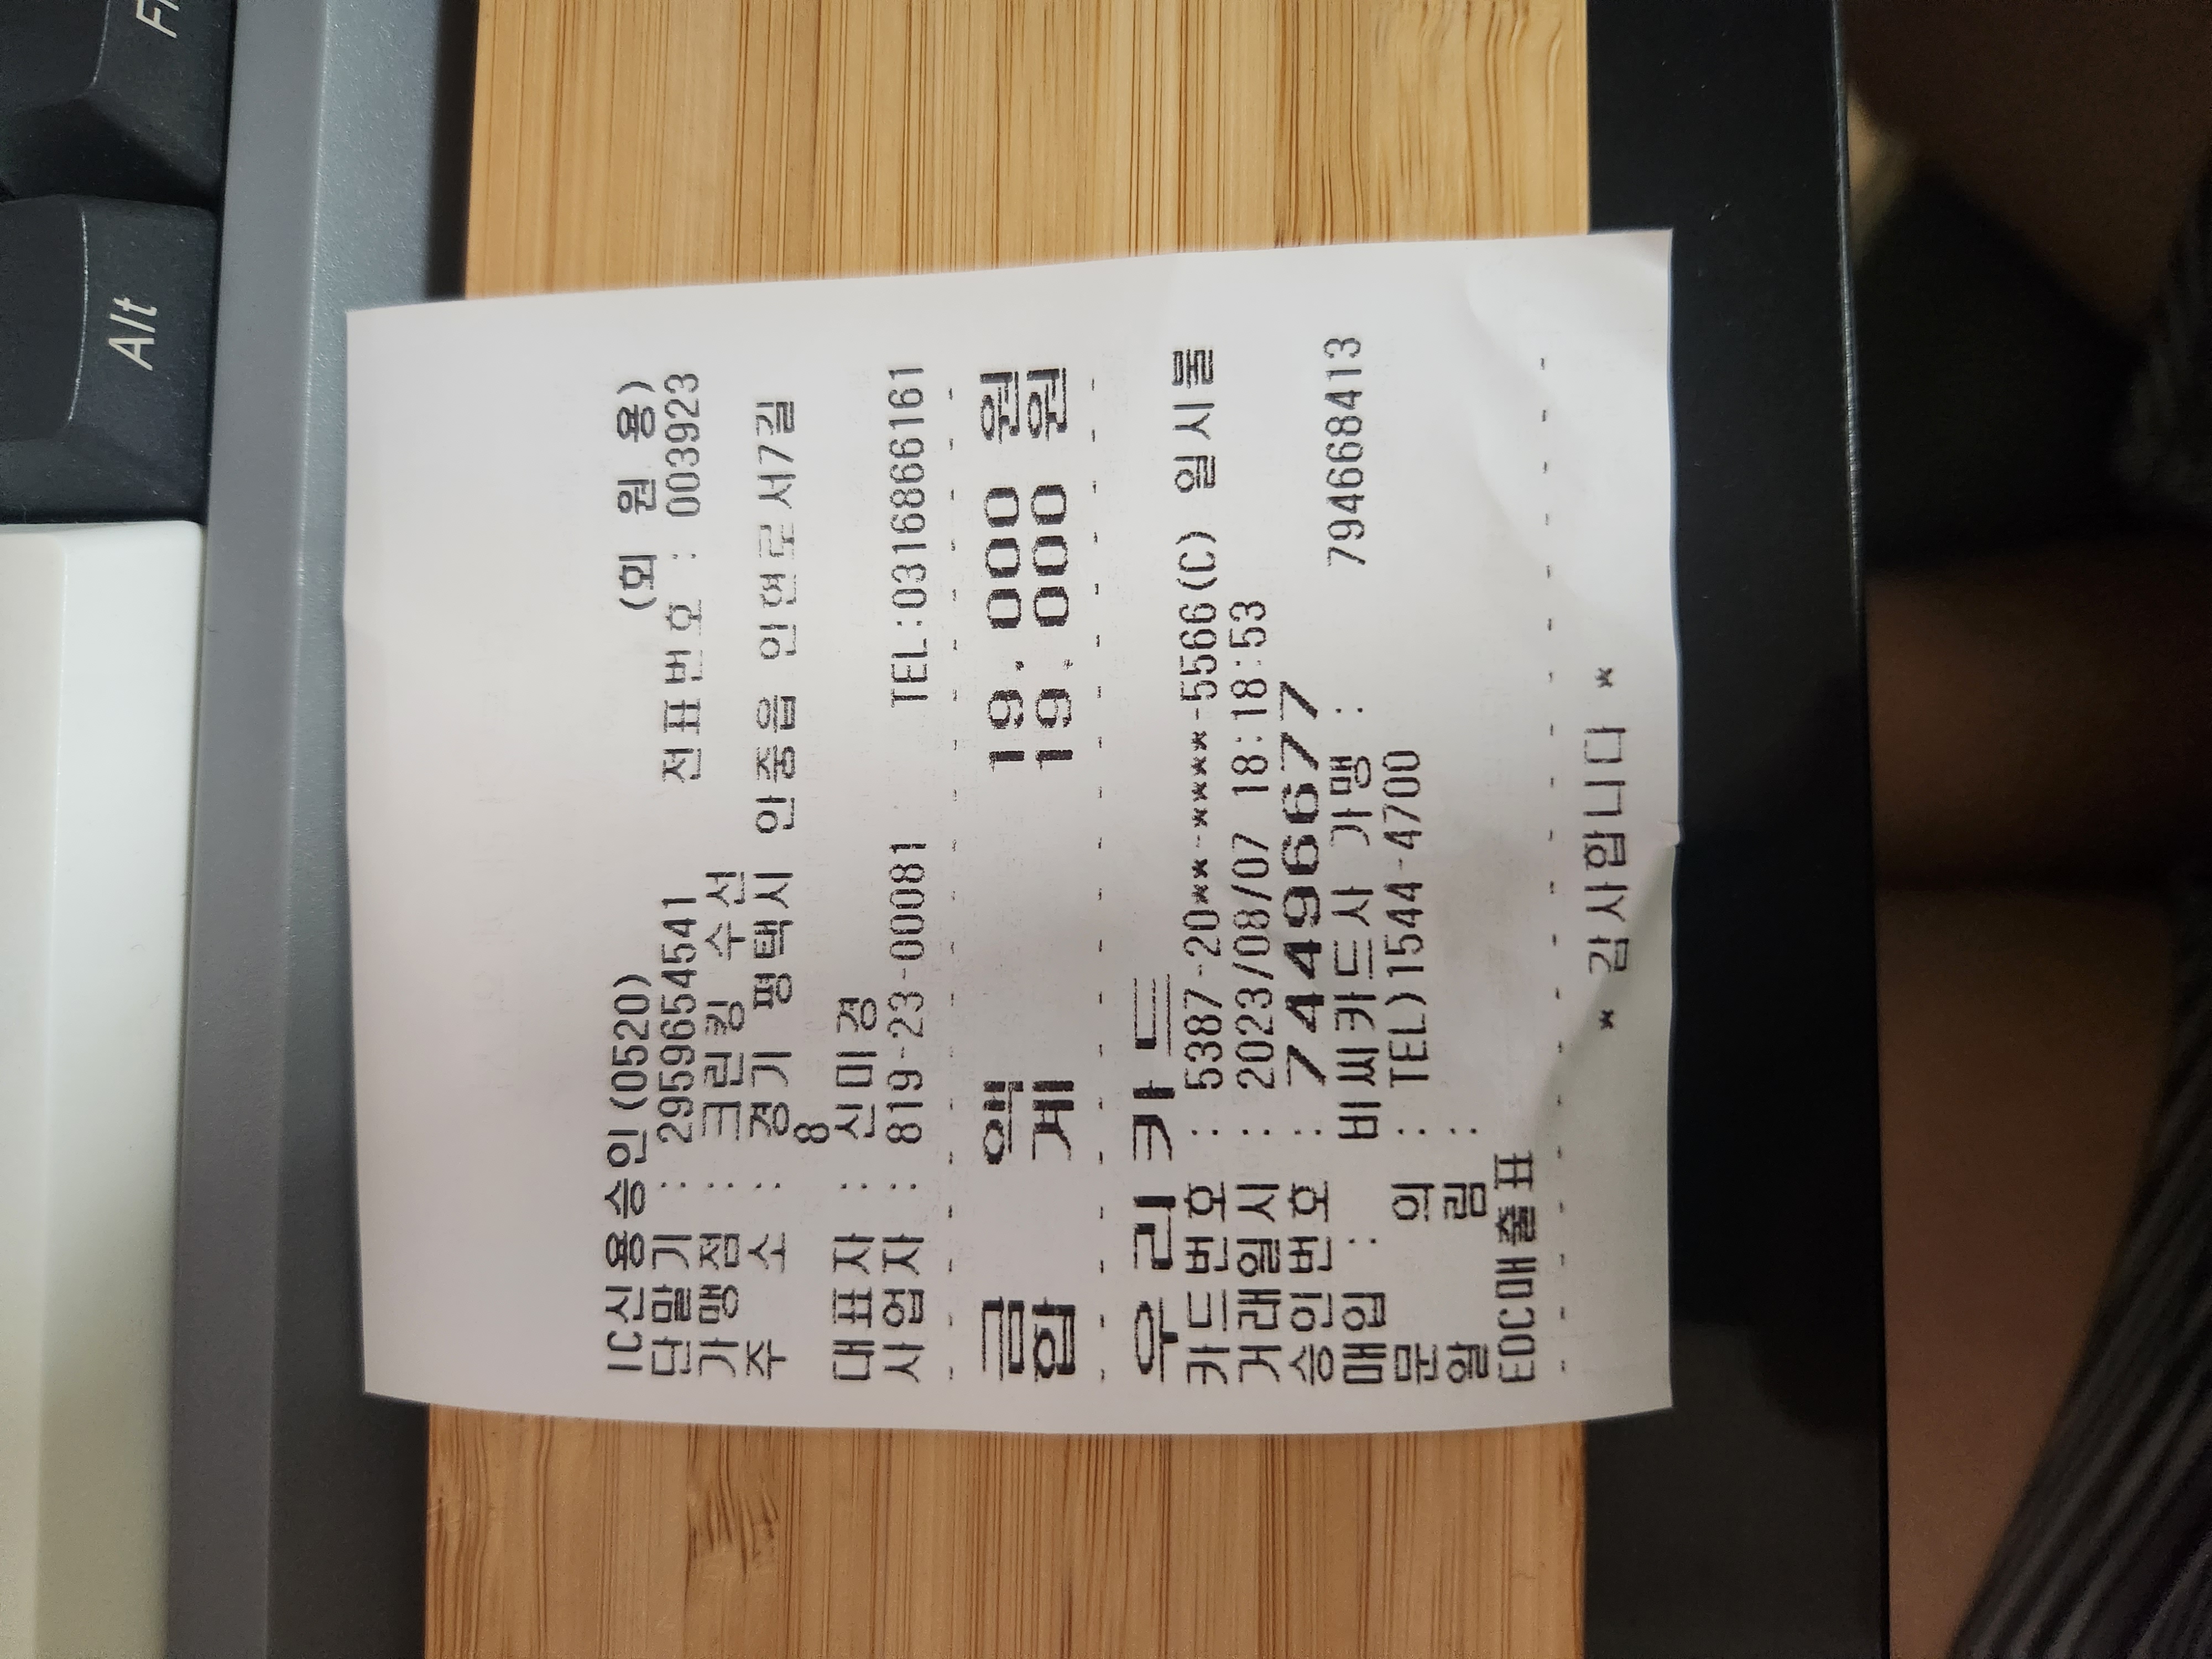 Alt
IC신용승인(0520) (회 원 용)
단말기 : 2959654541 전표번호 : 003923
가맹점 : 크린킹 수선
주 소 : 경기 평택시 안중읍 안현로서7길
8
대표자 : 신미경
사업자 : 819-23-00081 TEL:0316866161
금 액 19.000 원
합 계 19.000 원
우리카드
카드번호 : 5387-20**-****-5566(C) 일시불
거래일시 : 2023/08/07 18:18:53
승인번호 : 74496677
매입 : 비씨카드사 가맹 : 794668413
문 의 : TEL)1544-4700
알 림 :
EDC매출표
* 감사합니다 *